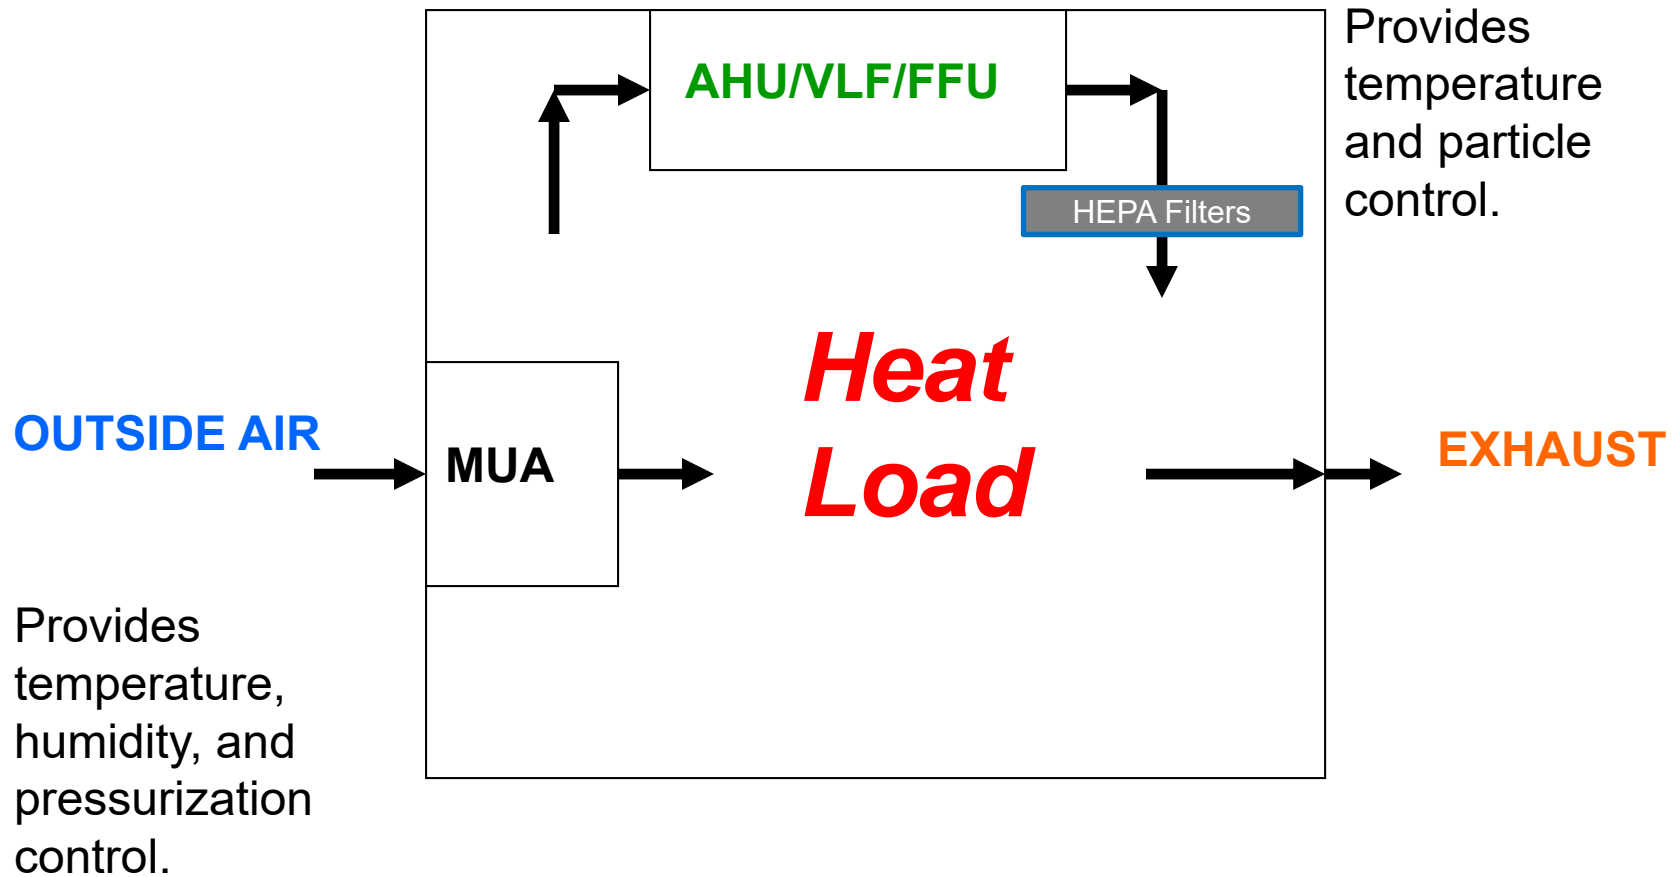 AHU/VLF/FFU
Provides
temperature
and particle
control.
HEPA Filters
Heat
Load
OUTSIDE AIR
MUA
EXHAUST
Provides
temperature,
humidity, and
pressurization
control.